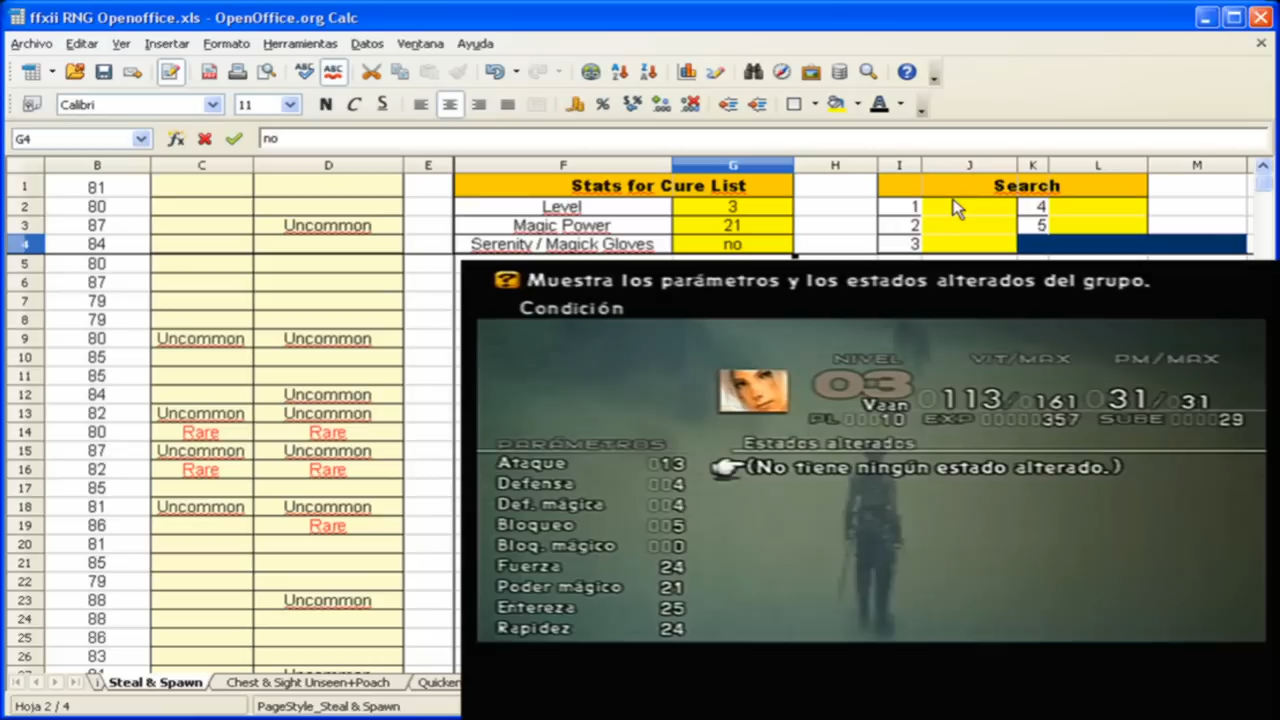 ffxii RNG Openoffice.xls - OpenOffice.org Calc
Archivo Editar Ver Insertar Formato Herramientas Datos Ventana Ayuda
Calibri 11 N C S
G4 no
B C D E F G H I J K L M
1 81 Stats for Cure List Search
2 80 Level 3 1 4
3 87 Uncommon Magic Power 21 2 5
4 84 Serenity / Magick Gloves no 3
5 80
6 87
7 79
8 79
9 80 Uncommon Uncommon
10 85
11 85
12 84 Uncommon
13 82 Uncommon Uncommon
14 80 Rare Rare
15 87 Uncommon Uncommon
16 82 Rare Rare
17 85
18 81 Uncommon Uncommon
19 86 Rare
20 81
21 85
22 79
23 88 Uncommon
24 88
25 86
26 83
Muestra los parámetros y los estados alterados del grupo.
Condición
NIVEL VIT/MAX PM/MAX
03 113/0161 031/031
Vaan
PL 00010 EXP 00000357 SUBE 000029
PARÁMETROS Estados alterados
Ataque 013 (No tiene ningún estado alterado.)
Defensa 004
Def. mágica 004
Bloqueo 005
Bloq. mágico 000
Fuerza 24
Poder mágico 21
Entereza 25
Rapidez 24
Steal & Spawn Chest & Sight Unseen+Poach Quicken
Hoja 2 / 4 PageStyle_Steal & Spawn